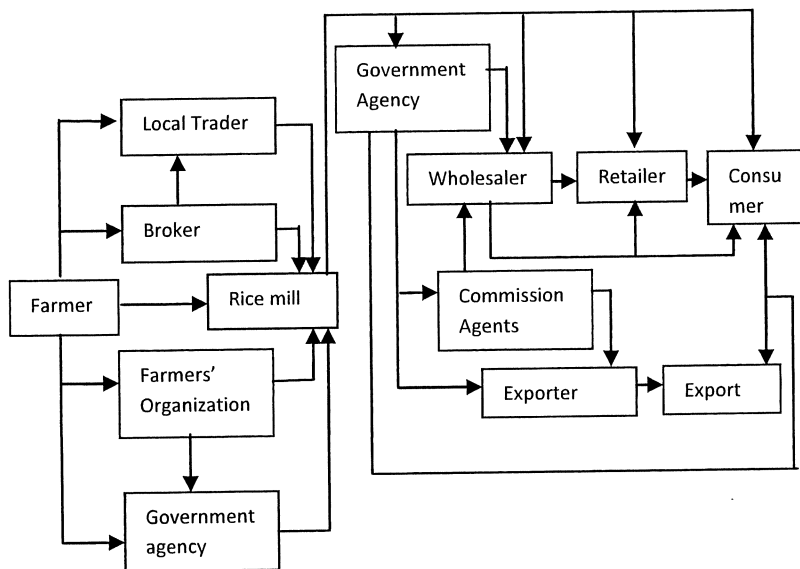 Government
Agency
Local Trader
Wholesaler
Retailer
Consu
mer
Broker
Farmer
Rice mill
Commission
Agents
Farmers’
Organization
Exporter
Export
Government
agency